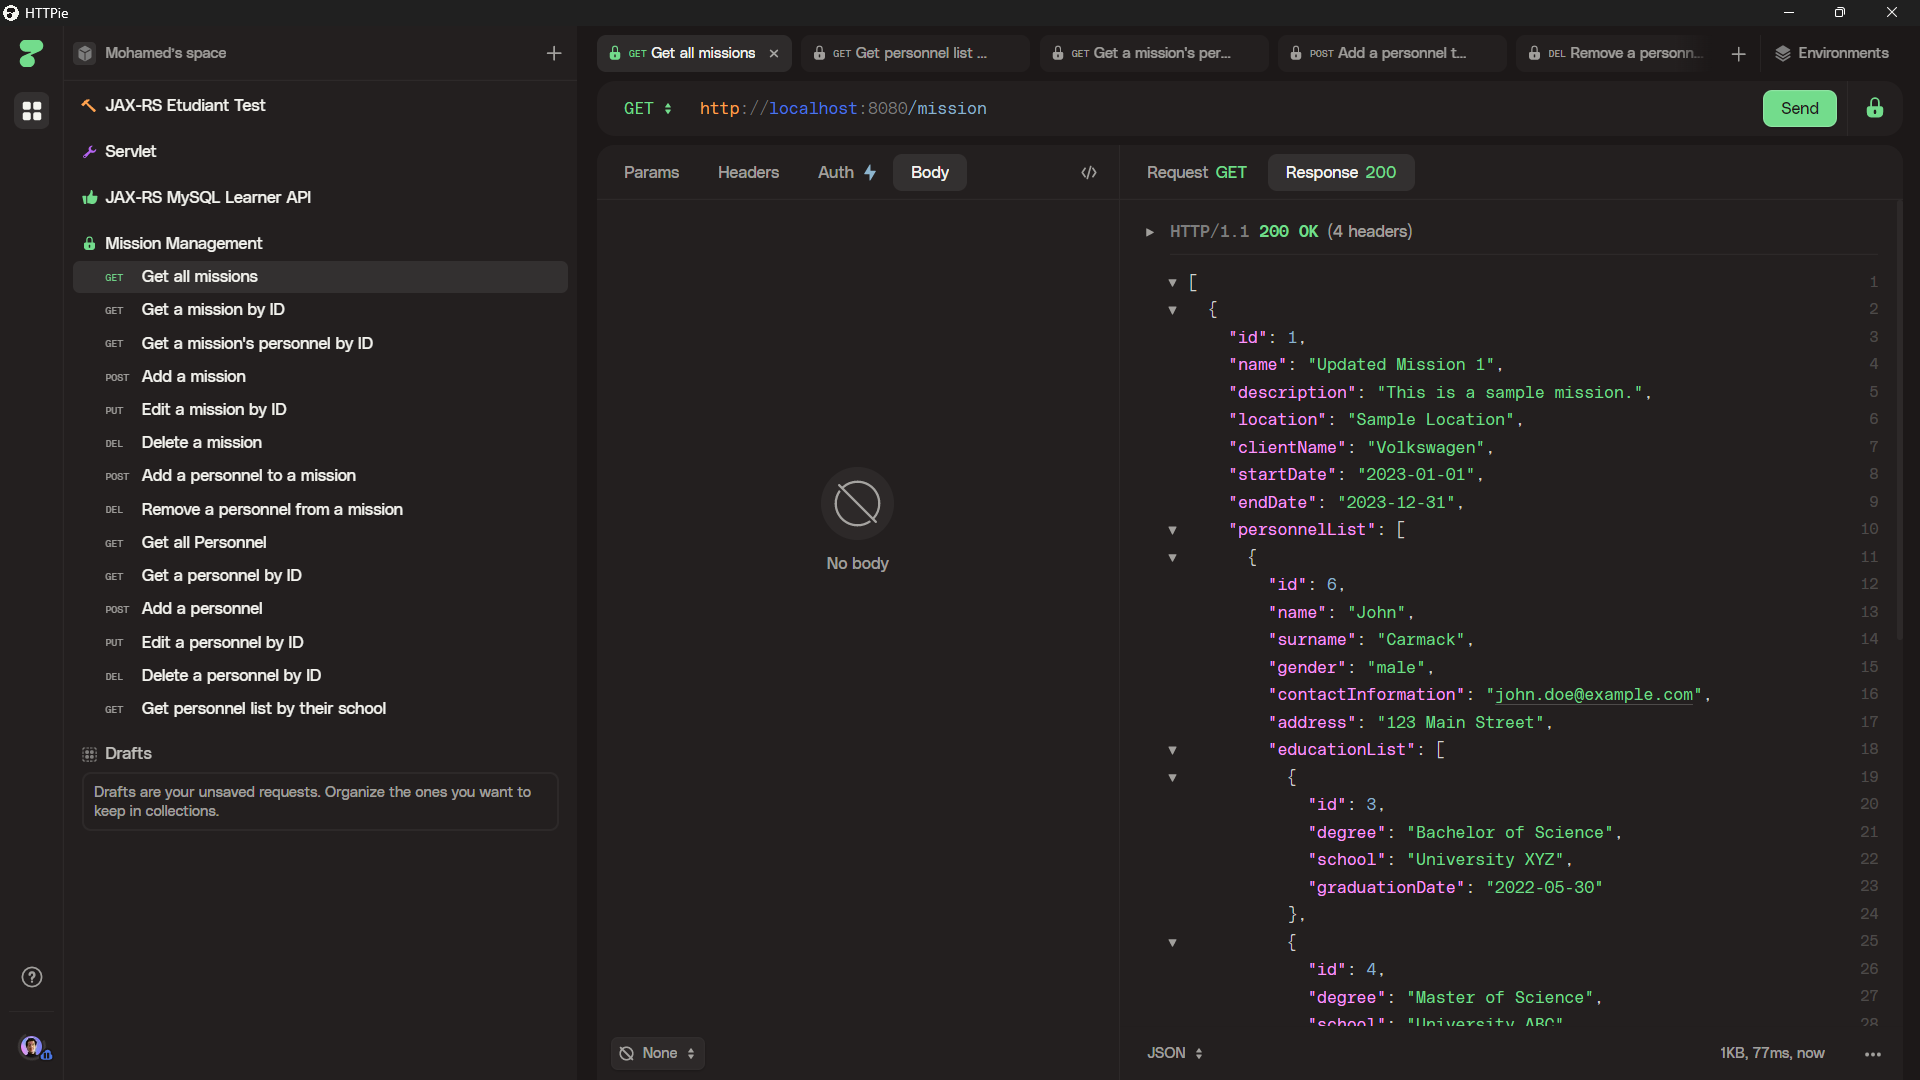 HTTPie
Mohamed's space
JAX-RS Etudiant Test
Servlet
JAX-RS MySQL Learner API
Mission Management
GET Get all missions
GET Get a mission by ID
GET Get a mission's personnel by ID
POST Add a mission
PUT Edit a mission by ID
DEL Delete a mission
POST Add a personnel to a mission
DEL Remove a personnel from a mission
GET Get all Personnel
GET Get a personnel by ID
POST Add a personnel
PUT Edit a personnel by ID
DEL Delete a personnel by ID
GET Get personnel list by their school
Drafts
Drafts are your unsaved requests. Organize the ones you want to
keep in collections.
GET Get all missions
GET Get personnel list ...
GET Get a mission's per...
POST Add a personnel t...
DEL Remove a personn...
Environments
GET http://localhost:8080/mission
Send
Params Headers Auth Body
No body
None
Request GET Response 200
HTTP/1.1 200 OK (4 headers)
[ 1
{ 2
"id": 1, 3
"name": "Updated Mission 1", 4
"description": "This is a sample mission.", 5
"location": "Sample Location", 6
"clientName": "Volkswagen", 7
"startDate": "2023-01-01", 8
"endDate": "2023-12-31", 9
"personnelList": [ 10
{ 11
"id": 6, 12
"name": "John", 13
"surname": "Carmack", 14
"gender": "male", 15
"contactInformation": "john.doe@example.com", 16
"address": "123 Main Street", 17
"educationList": [ 18
{ 19
"id": 3, 20
"degree": "Bachelor of Science", 21
"school": "University XYZ", 22
"graduationDate": "2022-05-30" 23
}, 24
{ 25
"id": 4, 26
"degree": "Master of Science", 27
"school": "University ABC" 28
JSON
1KB, 77ms, now